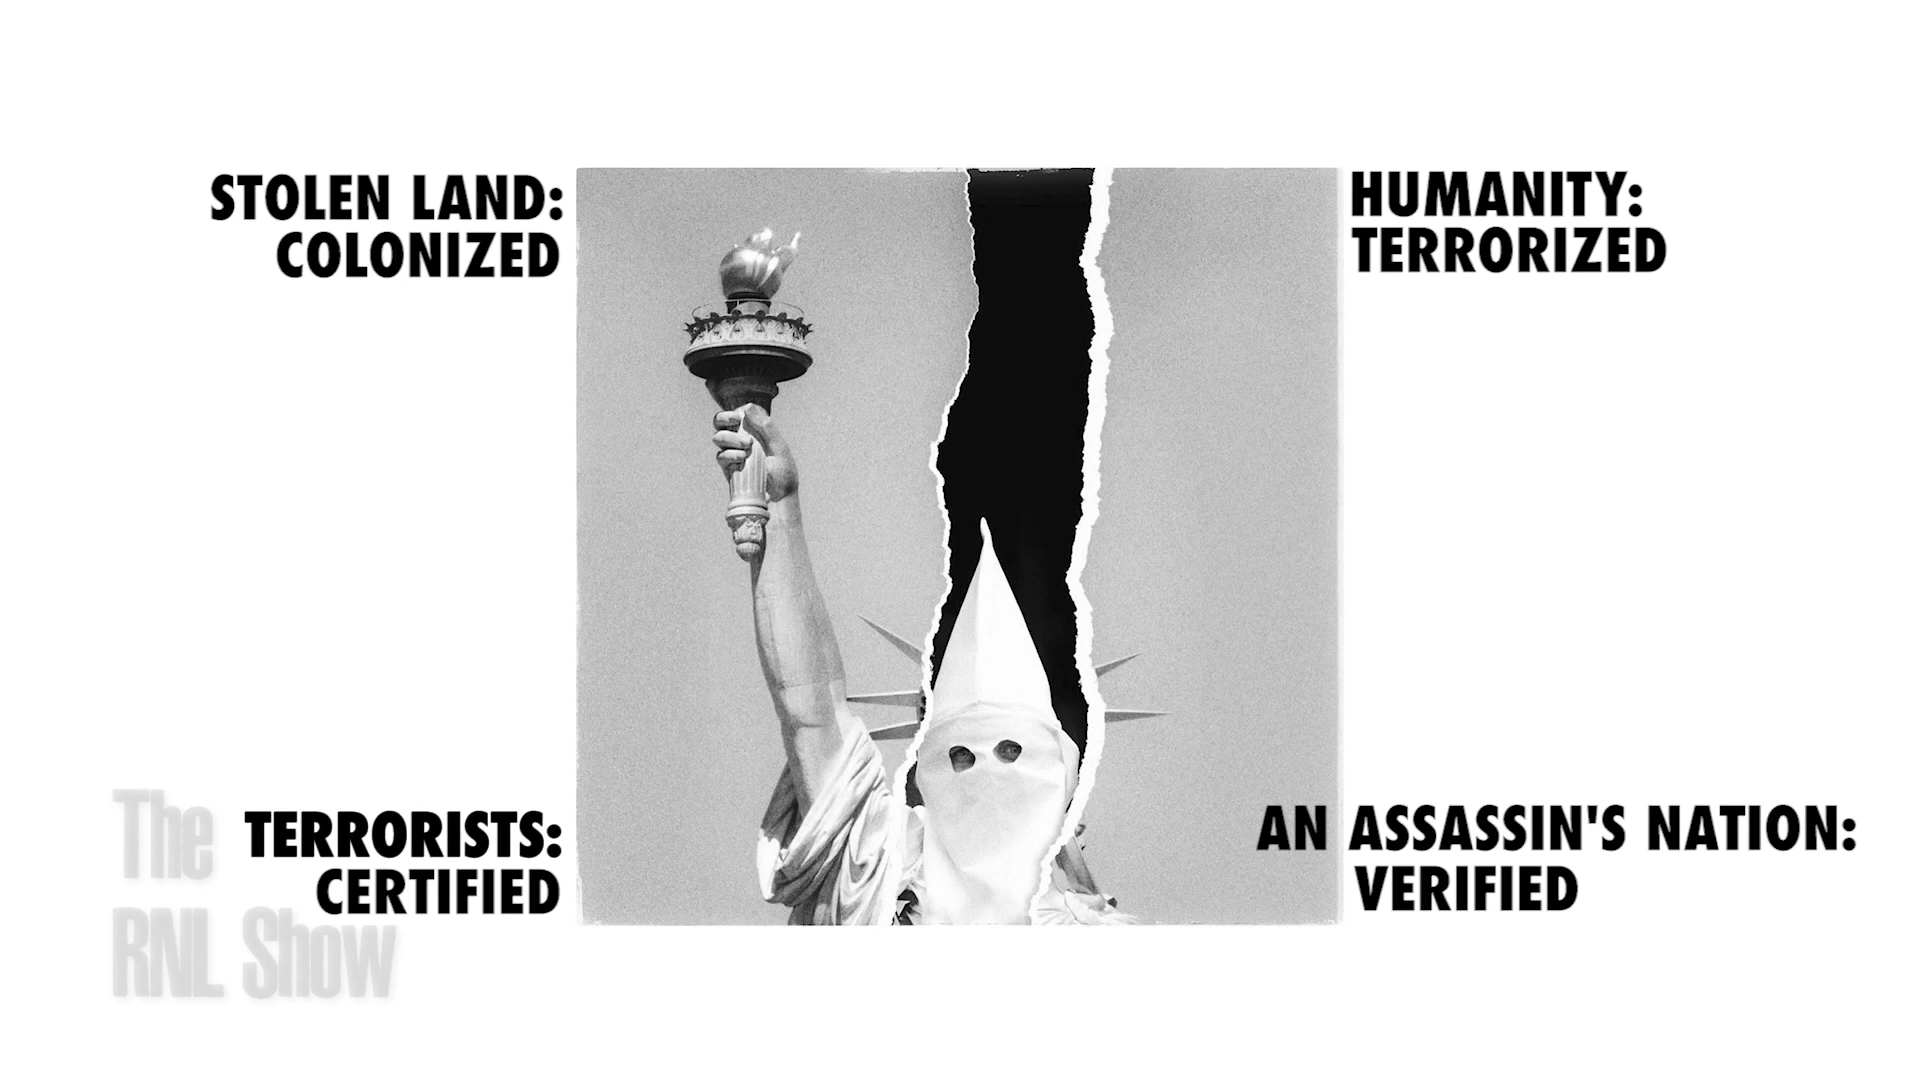 STOLEN LAND:
COLONIZED
HUMANITY:
TERRORIZED
TERRORISTS:
CERTIFIED
AN ASSASSIN'S NATION:
VERIFIED
The
RNL Show